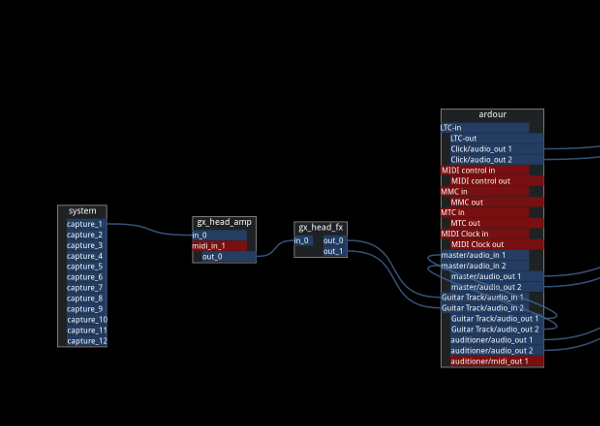 system
capture_1
capture_2
capture_3
capture_4
capture_5
capture_6
capture_7
capture_8
capture_9
capture_10
capture_11
capture_12
gx_head_amp
in_0
midi_in_1
out_0
gx_head_fx
in_0 out_0
out_1
ardour
LTC-in
LTC-out
Click/audio_out 1
Click/audio_out 2
MIDI control in
MIDI control out
MMC in
MMC out
MTC in
MTC out
MIDI Clock in
MIDI Clock out
master/audio_in 1
master/audio_in 2
master/audio_out 1
master/audio_out 2
Guitar Track/audio_in 1
Guitar Track/audio_in 2
Guitar Track/audio_out 1
Guitar Track/audio_out 2
auditioner/audio_out 1
auditioner/audio_out 2
auditioner/midi_out 1